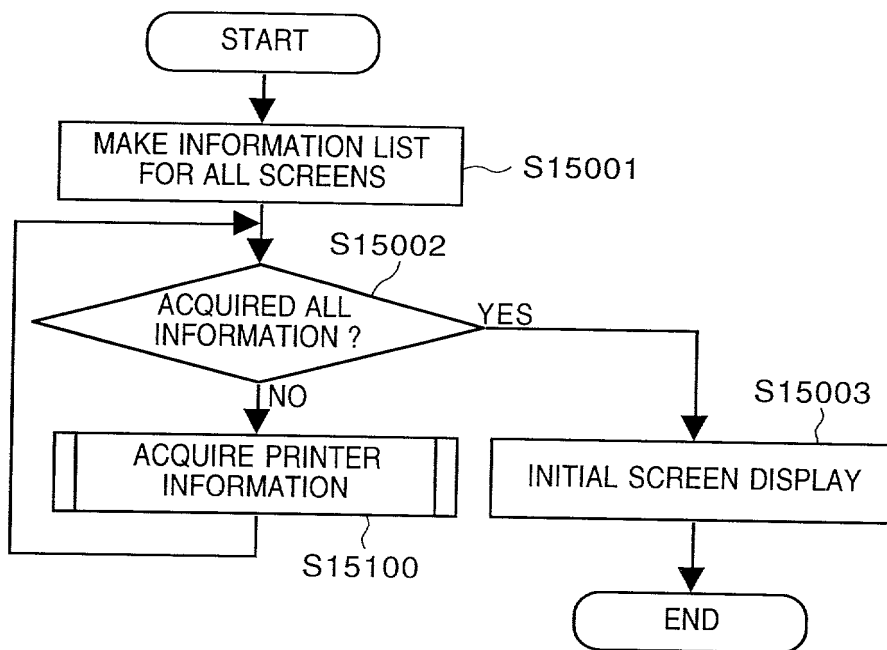 START
MAKE INFORMATION LIST
FOR ALL SCREENS
S15001
S15002
ACQUIRED ALL
INFORMATION ?
YES
NO
S15003
ACQUIRE PRINTER
INFORMATION
INITIAL SCREEN DISPLAY
S15100
END